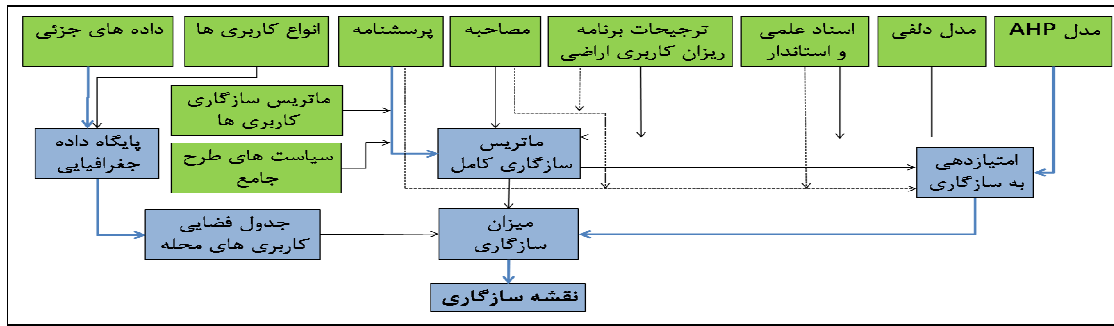 مدل AHP
مدل دلفی
اسناد علمی
و استاندار
ترجیحات برنامه
ریزان کاربری اراضی
مصاحبه
پرسشنامه
انواع کاربری ها
داده های جزئی
ماتریس سازگاری
کاربری ها
سیاست های طرح
جامع
پایگاه داده
جغرافیایی
ماتریس
سازگاری کامل
امتیازدهی
به سازگاری
جدول فضایی
کاربری های محله
میزان
سازگاری
نقشه سازگاری